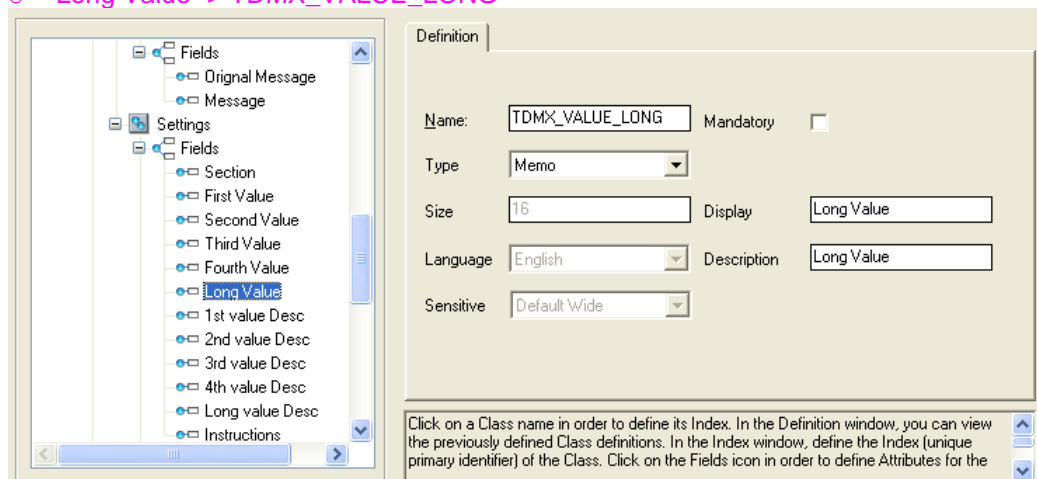 Long Value -> TDMX_VALUE_LONG
Fields
Orignal Message
Message
Settings
Fields
Section
First Value
Second Value
Third Value
Fourth Value
Long Value
1st value Desc
2nd value Desc
3rd value Desc
4th value Desc
Long value Desc
Instructions
Definition
Name: TDMX_VALUE_LONG Mandatory
Type Memo
Size 16 Display Long Value
Language English Description Long Value
Sensitive Default Wide
Click on a Class name in order to define its Index. In the Definition window, you can view
the previously defined Class definitions. In the Index window, define the Index (unique
primary identifier) of the Class. Click on the Fields icon in order to define Attributes for the